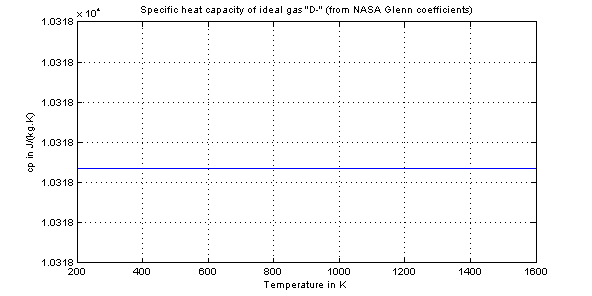 Specific heat capacity of ideal gas "D-" (from NASA Glenn coefficients)
x 10⁴
1.0318
1.0318
1.0318
1.0318
1.0318
1.0318
1.0318
cp in J/(kg.K)
200 400 600 800 1000 1200 1400 1600
Temperature in K